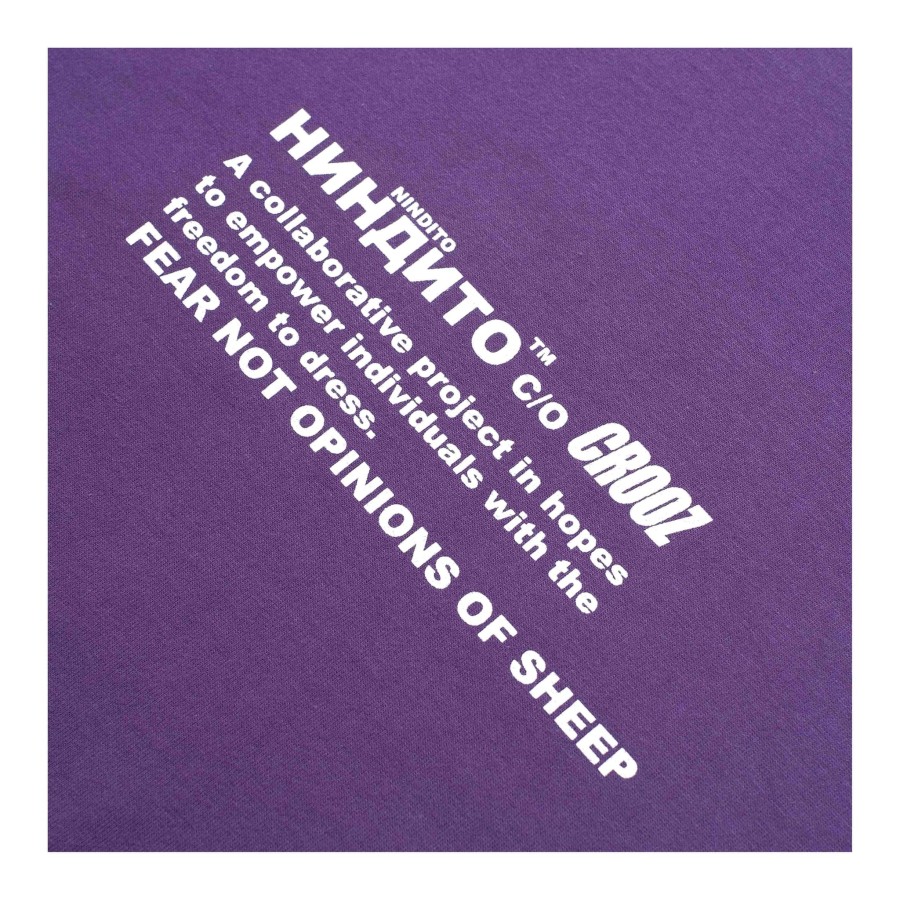 НИНДИТО™ C/O CROOZ
NINDITO
A collaborative project in hopes
to empower individuals with the
freedom to dress.
FEAR NOT OPINIONS OF SHEEP